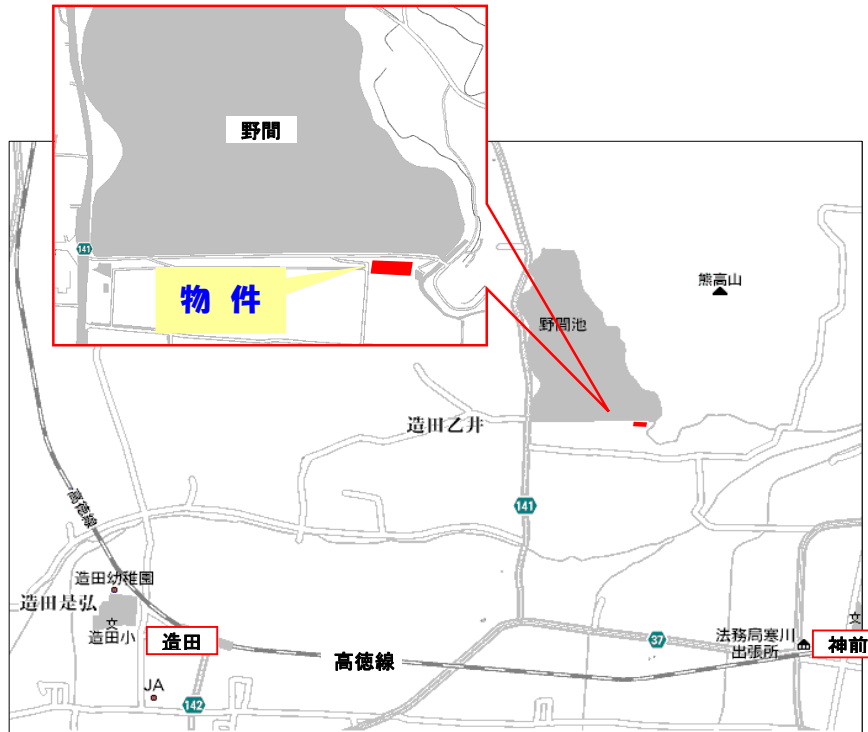 野間
141
物 件
熊高山
野間池
造田乙井
141
高徳線
造田幼稚園
造田是弘
文
造田小
造田
高徳線
37
法務局寒川
出張所
文
神前
JA
142